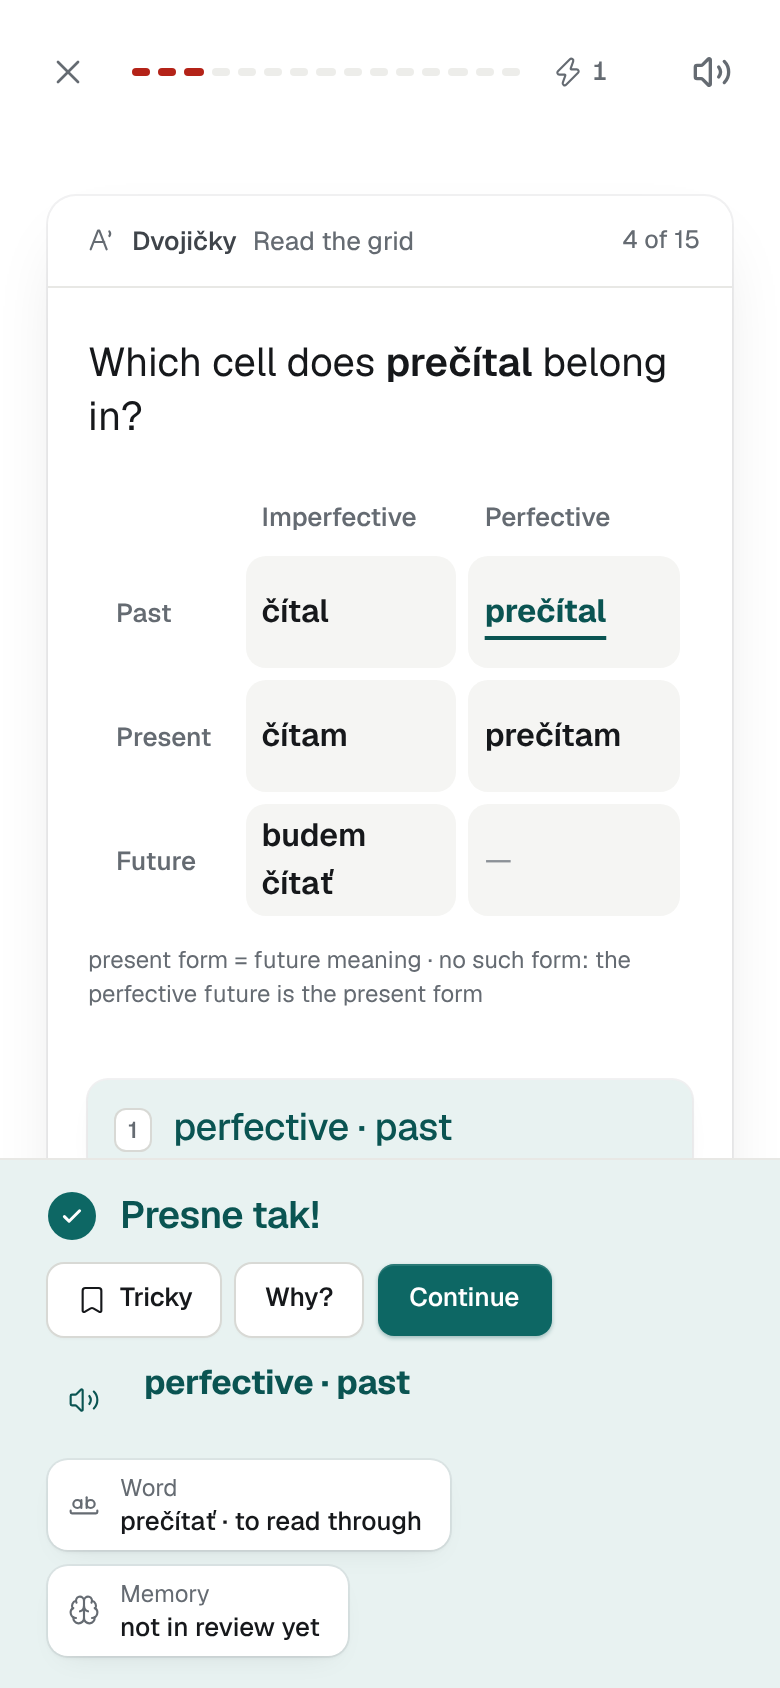 1
Dvojičky Read the grid 4 of 15
Which cell does prečítal belong
in?
Imperfective Perfective
Past čítal prečítal
Present čítam prečítam
Future budem
čítať —
present form = future meaning · no such form: the
perfective future is the present form
1 perfective · past
Presne tak!
Tricky Why? Continue
perfective · past
Word
prečítať · to read through
Memory
not in review yet